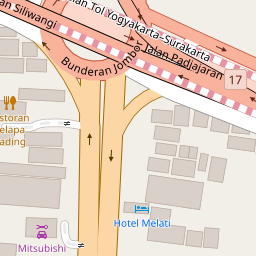 Jalan Tol Yogyakarta-Surakarta
Jalan Siliwangi
Bunderan Jombor
Jalan Padjajaran
17
Hotel Melati
Mitsubishi